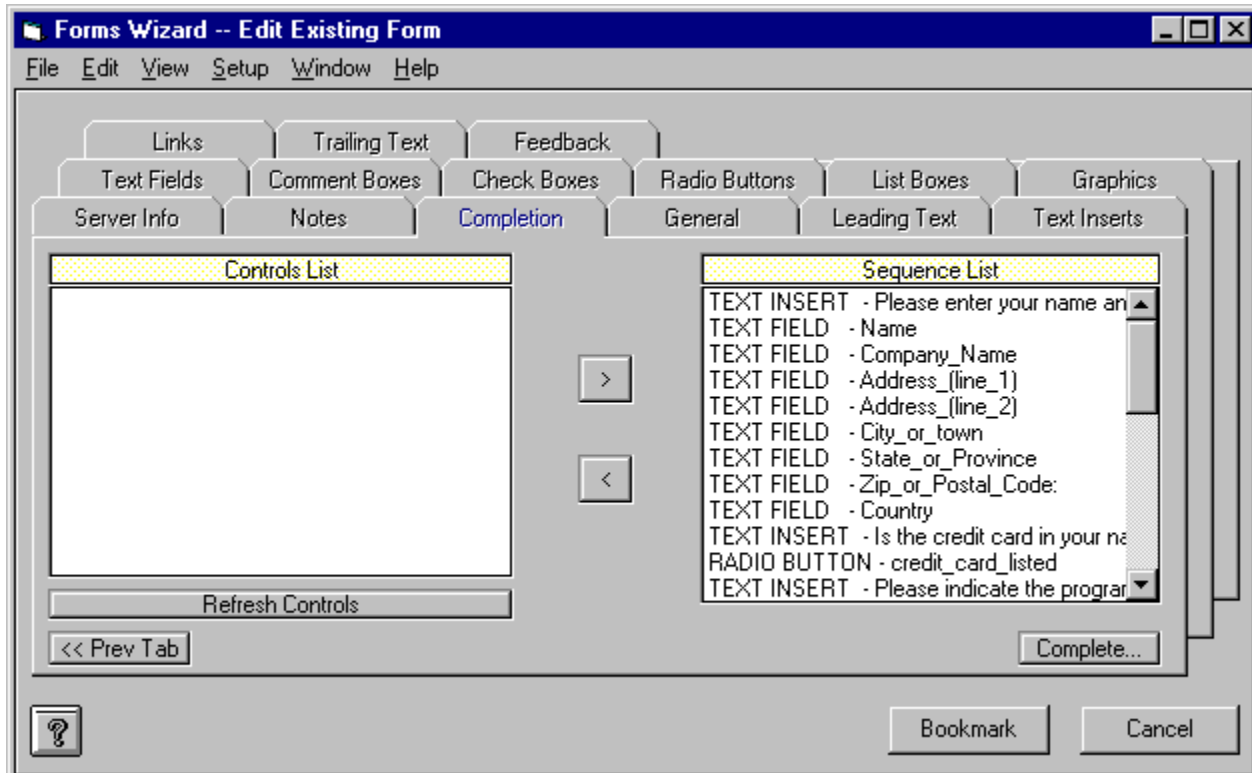 Forms Wizard -- Edit Existing Form
File Edit View Setup Window Help
Links Trailing Text Feedback
Text Fields Comment Boxes Check Boxes Radio Buttons List Boxes Graphics
Server Info Notes Completion General Leading Text Text Inserts
Controls List
Sequence List
TEXT INSERT - Please enter your name an
TEXT FIELD - Name
TEXT FIELD - Company_Name
TEXT FIELD - Address_(line_1)
TEXT FIELD - Address_(line_2)
TEXT FIELD - City_or_town
TEXT FIELD - State_or_Province
TEXT FIELD - Zip_or_Postal_Code:
TEXT FIELD - Country
TEXT INSERT - Is the credit card in your na
RADIO BUTTON - credit_card_listed
TEXT INSERT - Please indicate the progran
>
<
Refresh Controls
<< Prev Tab
Complete...
?
Bookmark
Cancel